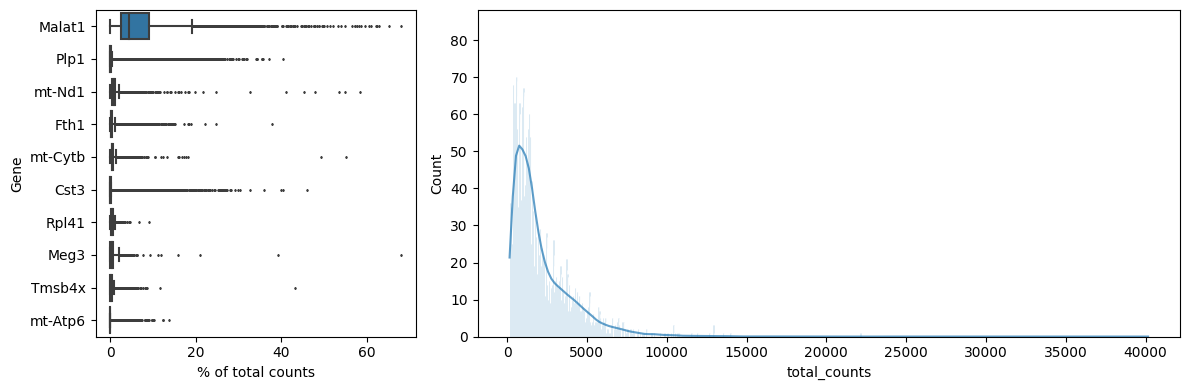 Gene
Malat1
Plp1
mt-Nd1
Fth1
mt-Cytb
Cst3
Rpl41
Meg3
Tmsb4x
mt-Atp6
0 20 40 60
% of total counts
Count
80
70
60
50
40
30
20
10
0
0 5000 10000 15000 20000 25000 30000 35000 40000
total_counts